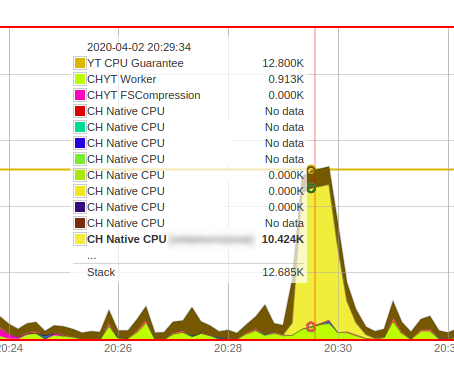 2020-04-02 20:29:34
YT CPU Guarantee 12.800K
CHYT Worker 0.913K
CHYT FSCompression 0.000K
CH Native CPU No data
CH Native CPU No data
CH Native CPU No data
CH Native CPU No data
CH Native CPU 0.000K
CH Native CPU 0.000K
CH Native CPU 0.000K
CH Native CPU No data
CH Native CPU 10.424K
...
Stack 12.685K
0:24 20:26 20:28 20:30 20:3